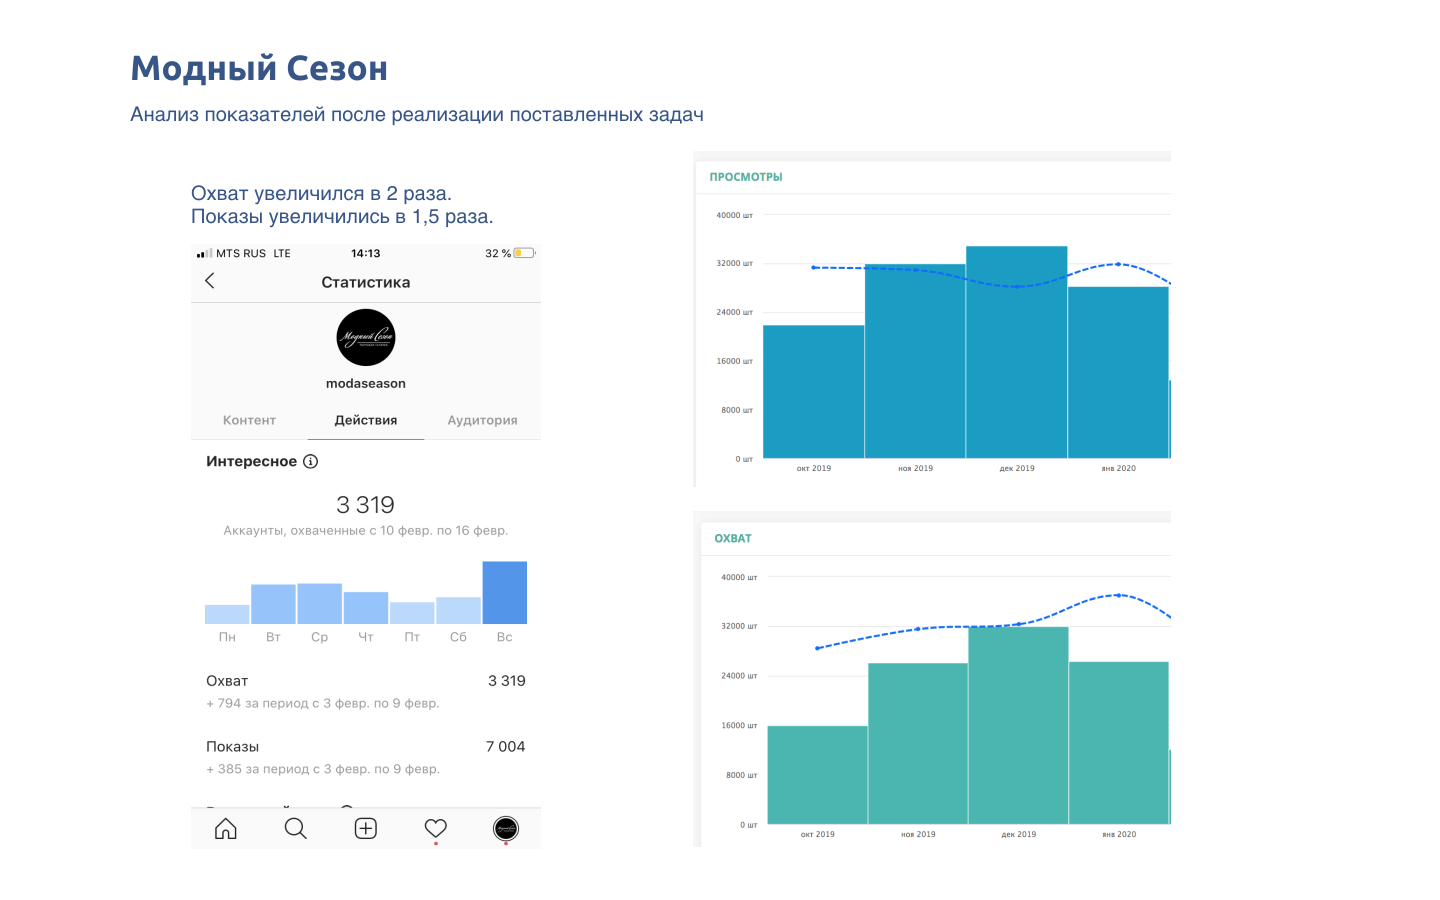 Модный Сезон
Анализ показателей после реализации поставленных задач
Охват увеличился в 2 раза.
Показы увеличились в 1,5 раза.
MTS RUS LTE 14:13 32 %
Статистика
Модный Сезон
modaseason
Контент Действия Аудитория
Интересное
3 319
Аккаунты, охваченные с 10 февр. по 16 февр.
Пн Вт Ср Чт Пт Сб Вс
Охват 3 319
+ 794 за период с 3 февр. по 9 февр.
Показы 7 004
+ 385 за период с 3 февр. по 9 февр.
ПРОСМОТРЫ
40000 шт
32000 шт
24000 шт
16000 шт
8000 шт
0 шт
окт 2019 ноя 2019 дек 2019 янв 2020
ОХВАТ
40000 шт
32000 шт
24000 шт
16000 шт
8000 шт
0 шт
окт 2019 ноя 2019 дек 2019 янв 2020